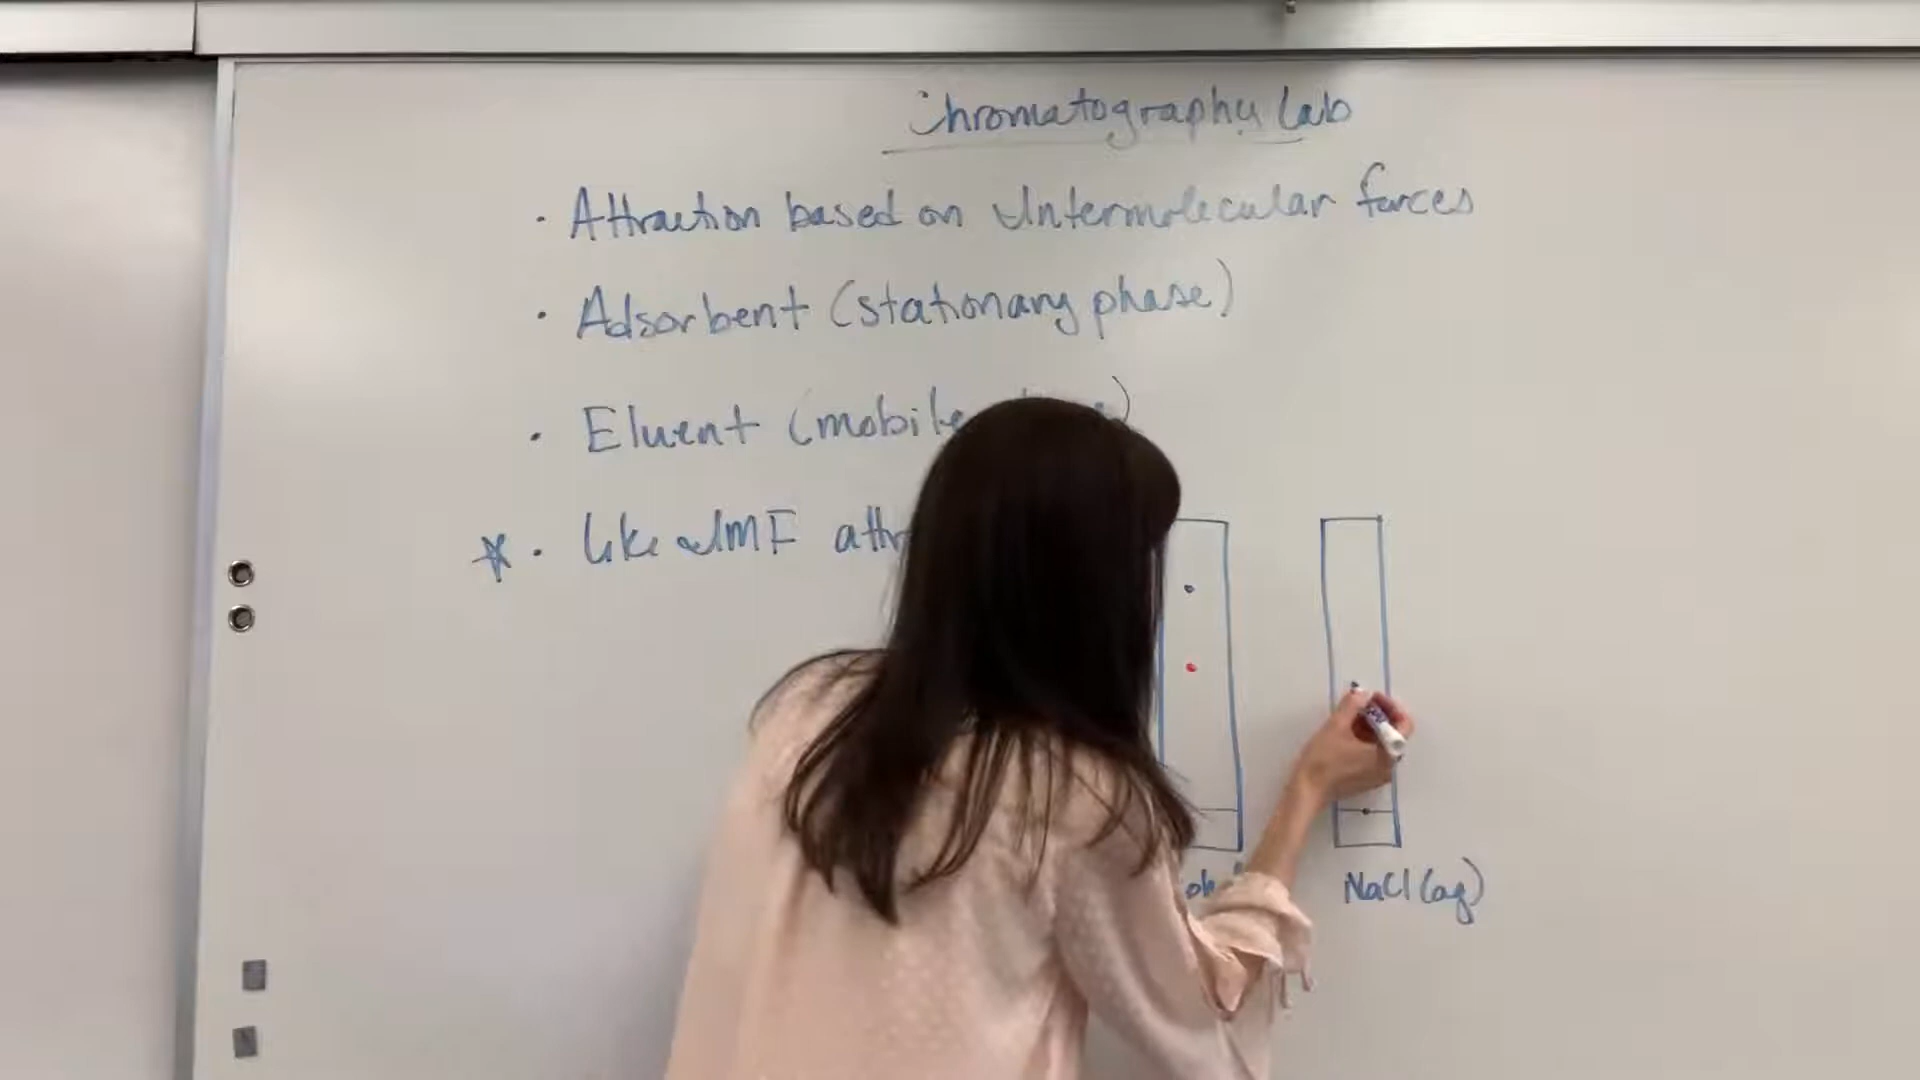 Chromatography Lab
• Attraction based on Intermolecular forces
• Adsorbent (stationary phase)
• Eluent (mobile
• like IMF
NaCl (aq)